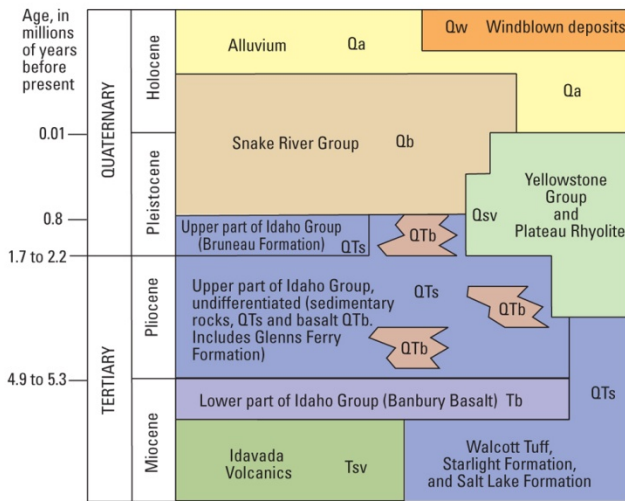 Age, in
millions
of years
before
present
0.01
0.8
1.7 to 2.2
4.9 to 5.3
QUATERNARY
TERTIARY
Holocene
Pleistocene
Pliocene
Miocene
Alluvium Qa
Qw Windblown deposits
Qa
Snake River Group Qb
Yellowstone
Group
and
Plateau Rhyolite
Qsv
Upper part of Idaho Group
(Bruneau Formation) QTs
QTb
Upper part of Idaho Group,
undifferentiated (sedimentary
rocks, QTs and basalt QTb.
Includes Glenns Ferry
Formation)
QTs
QTb
QTb
Lower part of Idaho Group (Banbury Basalt) Tb
QTs
Idavada
Volcanics Tsv
Walcott Tuff,
Starlight Formation,
and Salt Lake Formation